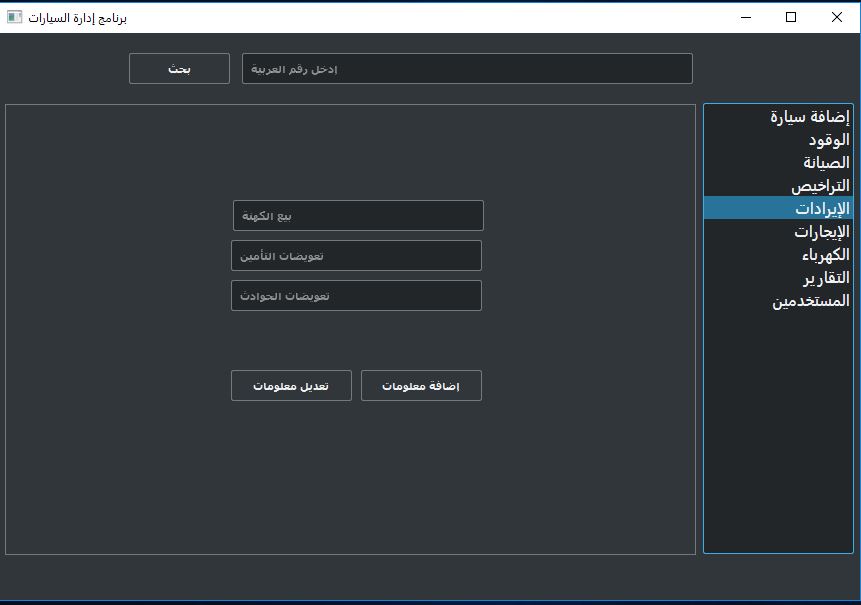 برنامج إدارة السيارات
إدخل رقم العربية
بحث
إضافة سيارة
الوقود
الصيانة
التراخيص
الإيرادات
الإيجارات
الكهرباء
التقارير
المستخدمين
بيع الكهنة
تعويضات التأمين
تعويضات الحوادث
إضافة معلومات
تعديل معلومات